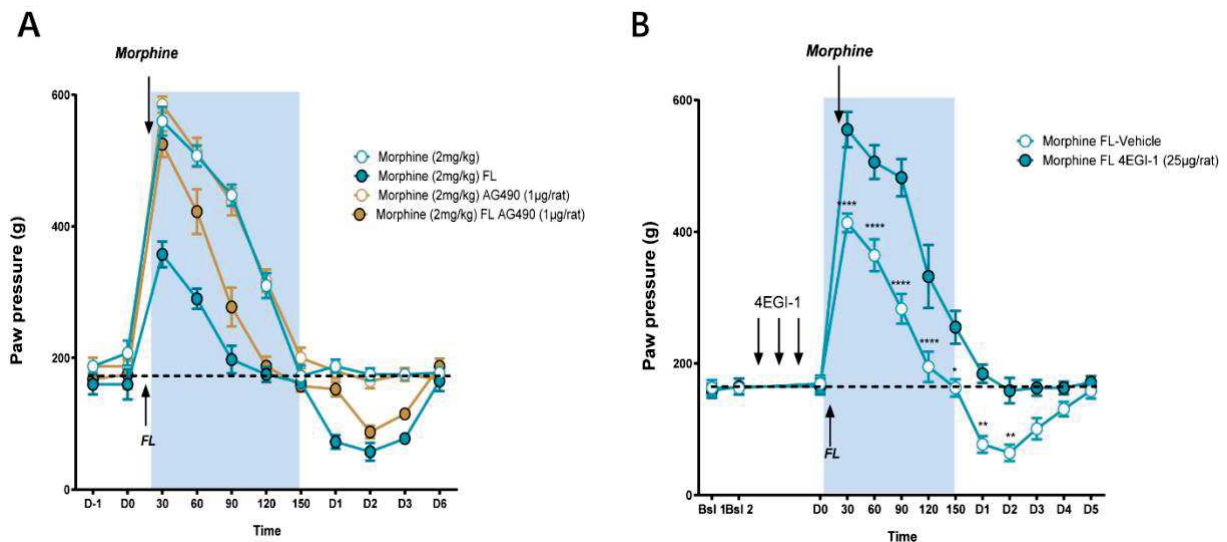 A
Morphine
Paw pressure (g)
600
400
200
0
FL
D-1 D0 30 60 90 120 150 D1 D2 D3 D6
Time
Morphine (2mg/kg)
Morphine (2mg/kg) FL
Morphine (2mg/kg) AG490 (1µg/rat)
Morphine (2mg/kg) FL AG490 (1µg/rat)
B
Morphine
Paw pressure (g)
600
400
200
0
4EGI-1
FL
**** **** **** **** * ** **
Bsl 1 Bsl 2 D0 30 60 90 120 150 D1 D2 D3 D4 D5
Time
Morphine FL-Vehicle
Morphine FL 4EGI-1 (25µg/rat)